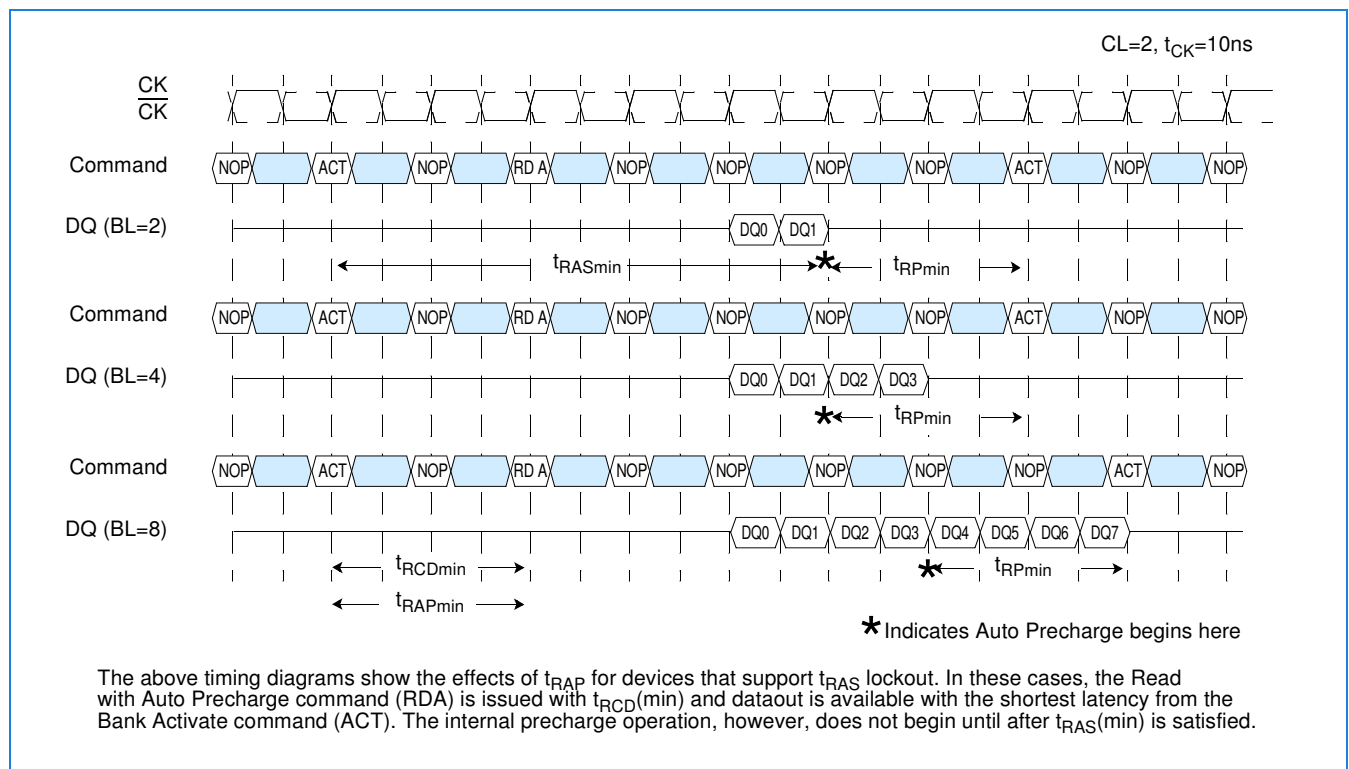 CL=2, tCK=10ns
CK
CK
Command NOP ACT NOP RD A NOP NOP NOP NOP ACT NOP NOP
DQ (BL=2) DQ0 DQ1
tRASmin * tRPmin
Command NOP ACT NOP RD A NOP NOP NOP NOP ACT NOP NOP
DQ (BL=4) DQ0 DQ1 DQ2 DQ3
* tRPmin
Command NOP ACT NOP RD A NOP NOP NOP NOP NOP ACT NOP
DQ (BL=8) DQ0 DQ1 DQ2 DQ3 DQ4 DQ5 DQ6 DQ7
tRCDmin * tRPmin
tRAPmin
* Indicates Auto Precharge begins here
The above timing diagrams show the effects of tRAP for devices that support tRAS lockout. In these cases, the Read
with Auto Precharge command (RDA) is issued with tRCD(min) and dataout is available with the shortest latency from the
Bank Activate command (ACT). The internal precharge operation, however, does not begin until after tRAS(min) is satisfied.